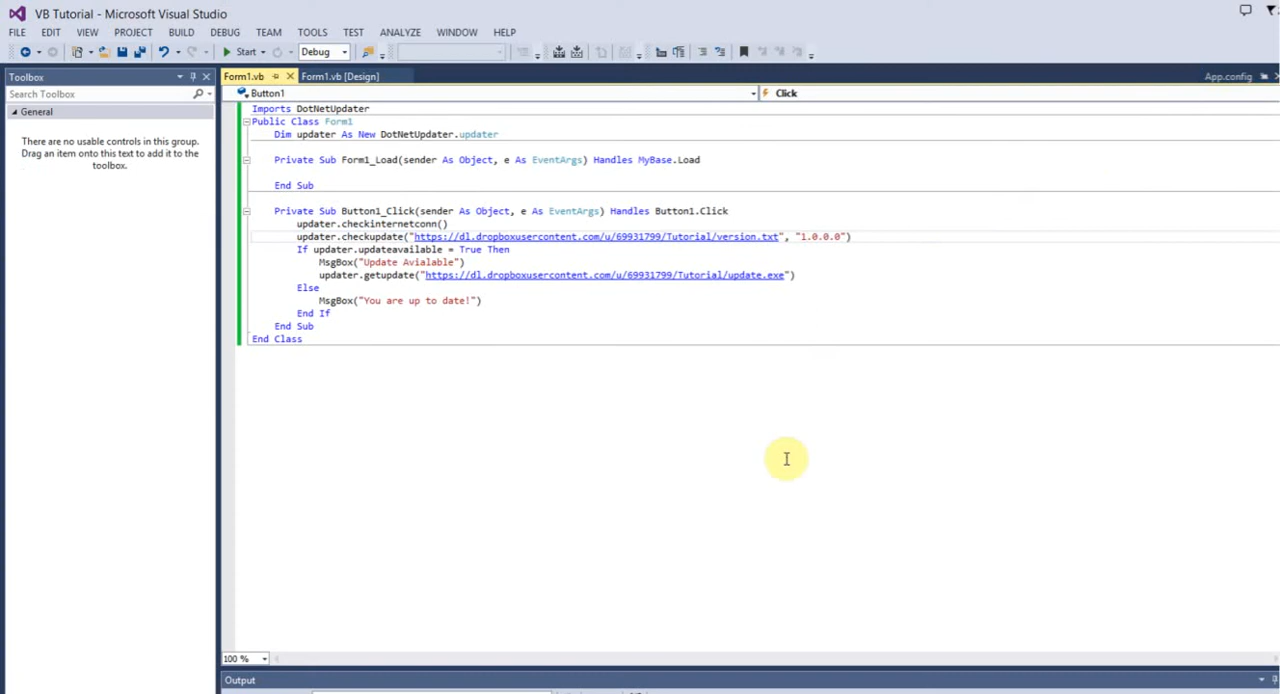 VB Tutorial - Microsoft Visual Studio
FILE EDIT VIEW PROJECT BUILD DEBUG TEAM TOOLS TEST ANALYZE WINDOW HELP
Start Debug
Toolbox
Search Toolbox
General
There are no usable controls in this group.
Drag an item onto this text to add it to the
toolbox.
Form1.vb Form1.vb [Design] App.config
Button1 Click
Imports DotNetUpdater
Public Class Form1
Dim updater As New DotNetUpdater.updater
Private Sub Form1_Load(sender As Object, e As EventArgs) Handles MyBase.Load
End Sub
Private Sub Button1_Click(sender As Object, e As EventArgs) Handles Button1.Click
updater.checkinternetconn()
updater.checkupdate("https://dl.dropboxusercontent.com/u/69931799/Tutorial/version.txt", "1.0.0.0")
If updater.updateavailable = True Then
MsgBox("Update Avialable")
updater.getupdate("https://dl.dropboxusercontent.com/u/69931799/Tutorial/update.exe")
Else
MsgBox("You are up to date!")
End If
End Sub
End Class
100 %
Output